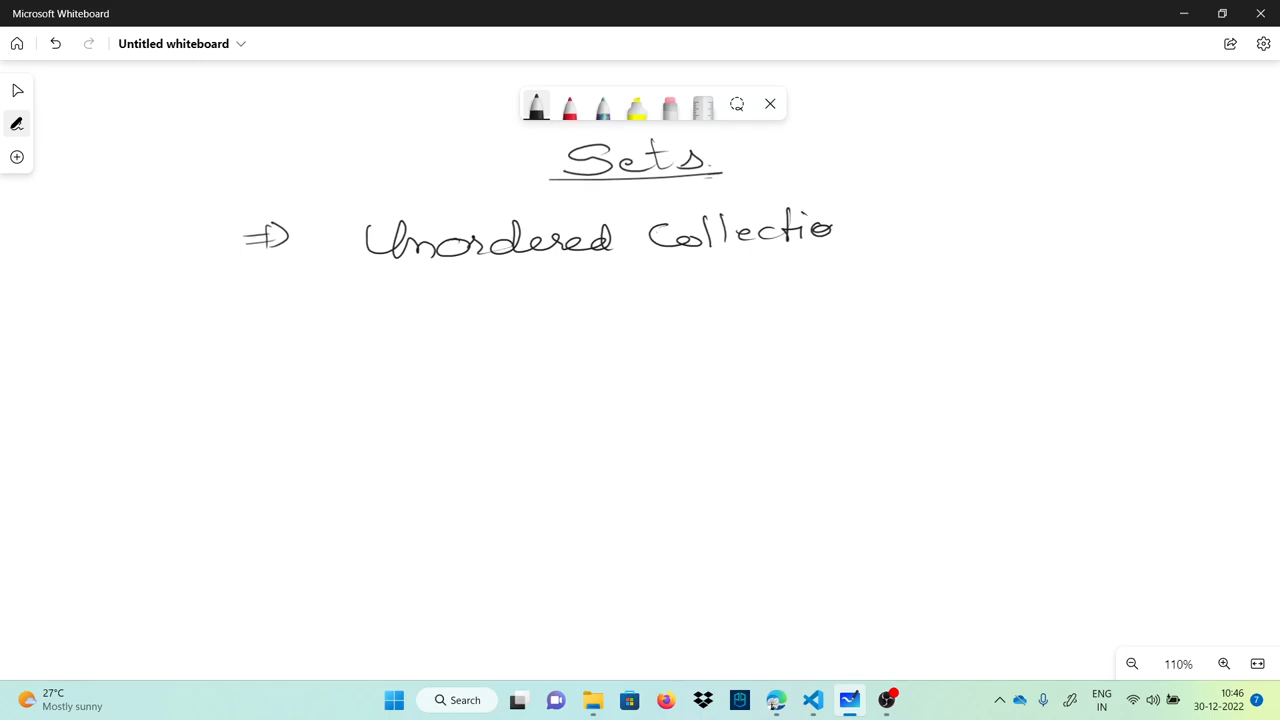 Microsoft Whiteboard
Untitled whiteboard
Sets.
⇒ Unordered Collectio
110%
27°C
Mostly sunny
Search
ENG
IN
10:46
30-12-2022
7